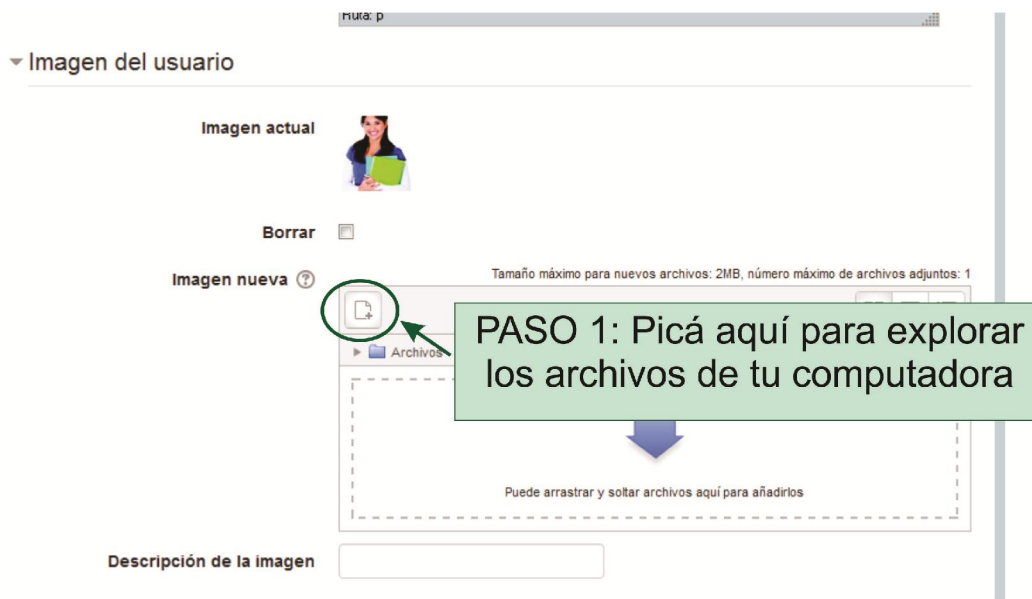 Ruta: p
Imagen del usuario
Imagen actual
Borrar
Imagen nueva ?
Tamaño máximo para nuevos archivos: 2MB, número máximo de archivos adjuntos: 1
PASO 1: Picá aquí para explorar
los archivos de tu computadora
Archivos
Puede arrastrar y soltar archivos aquí para añadirlos
Descripción de la imagen